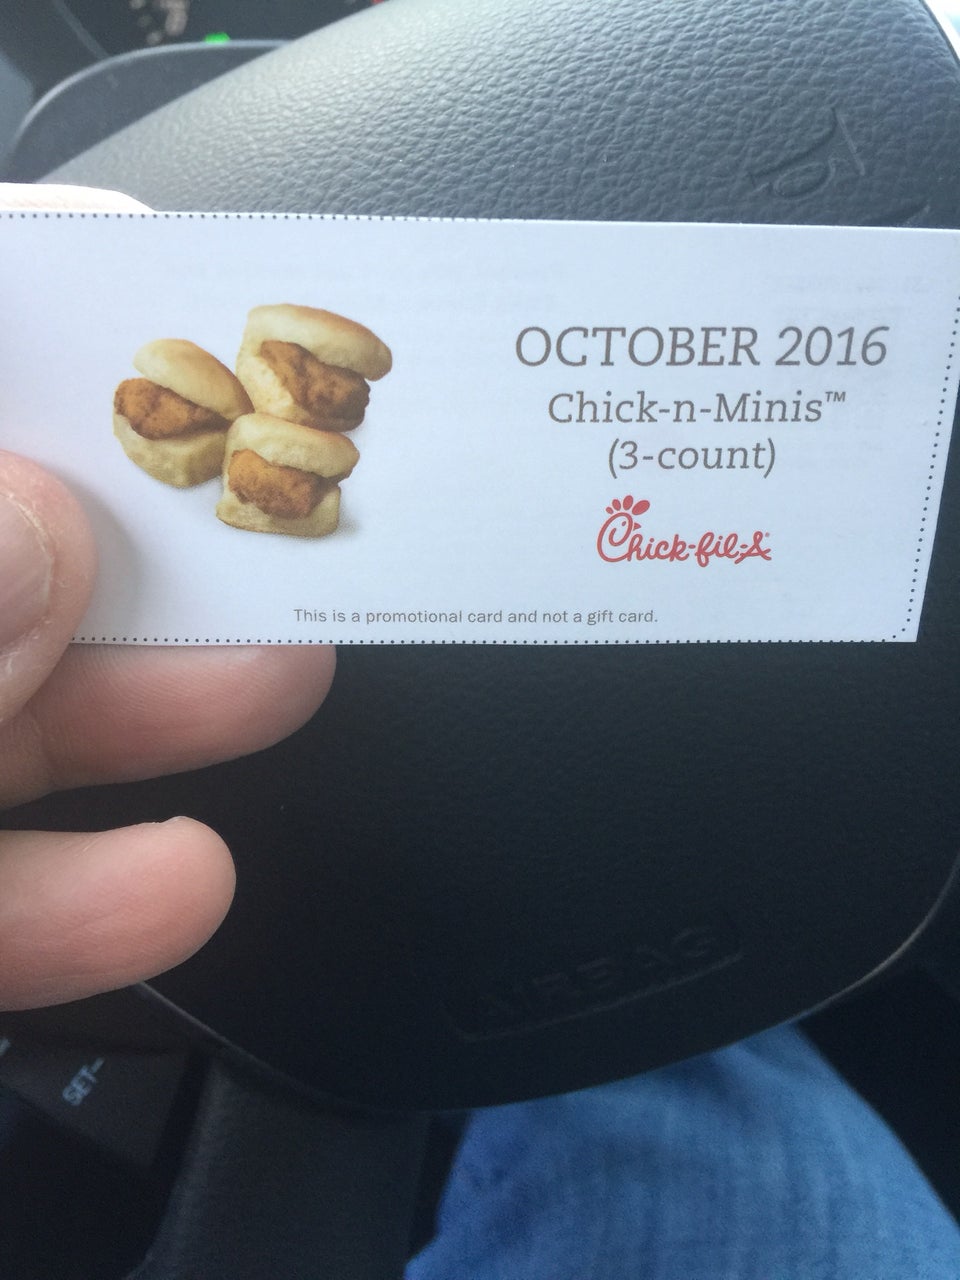 OCTOBER 2016
Chick-n-Minis™
(3-count)
Chick-fil-A®
This is a promotional card and not a gift card.
AIRBAG
SET–